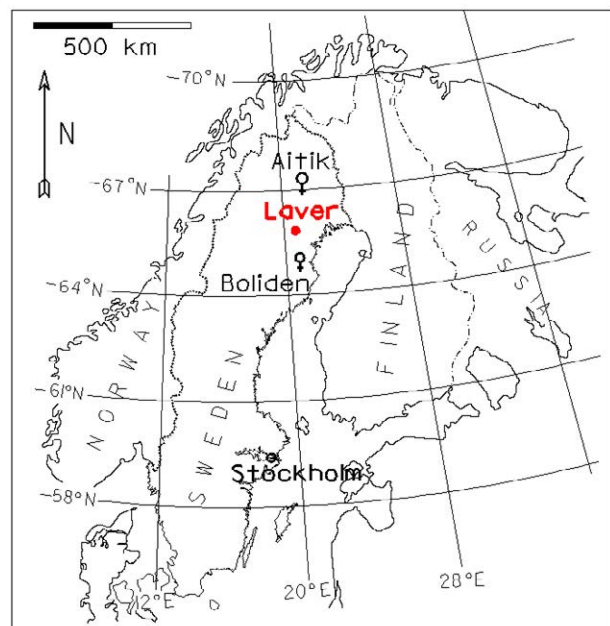 500 km
N
-70°N
Aitik
-67°N
Laver
Boliden
-64°N
NORWAY
SWEDEN
FINLAND
RUSSIA
-61°N
Stockholm
-58°N
12°E
20°E
28°E